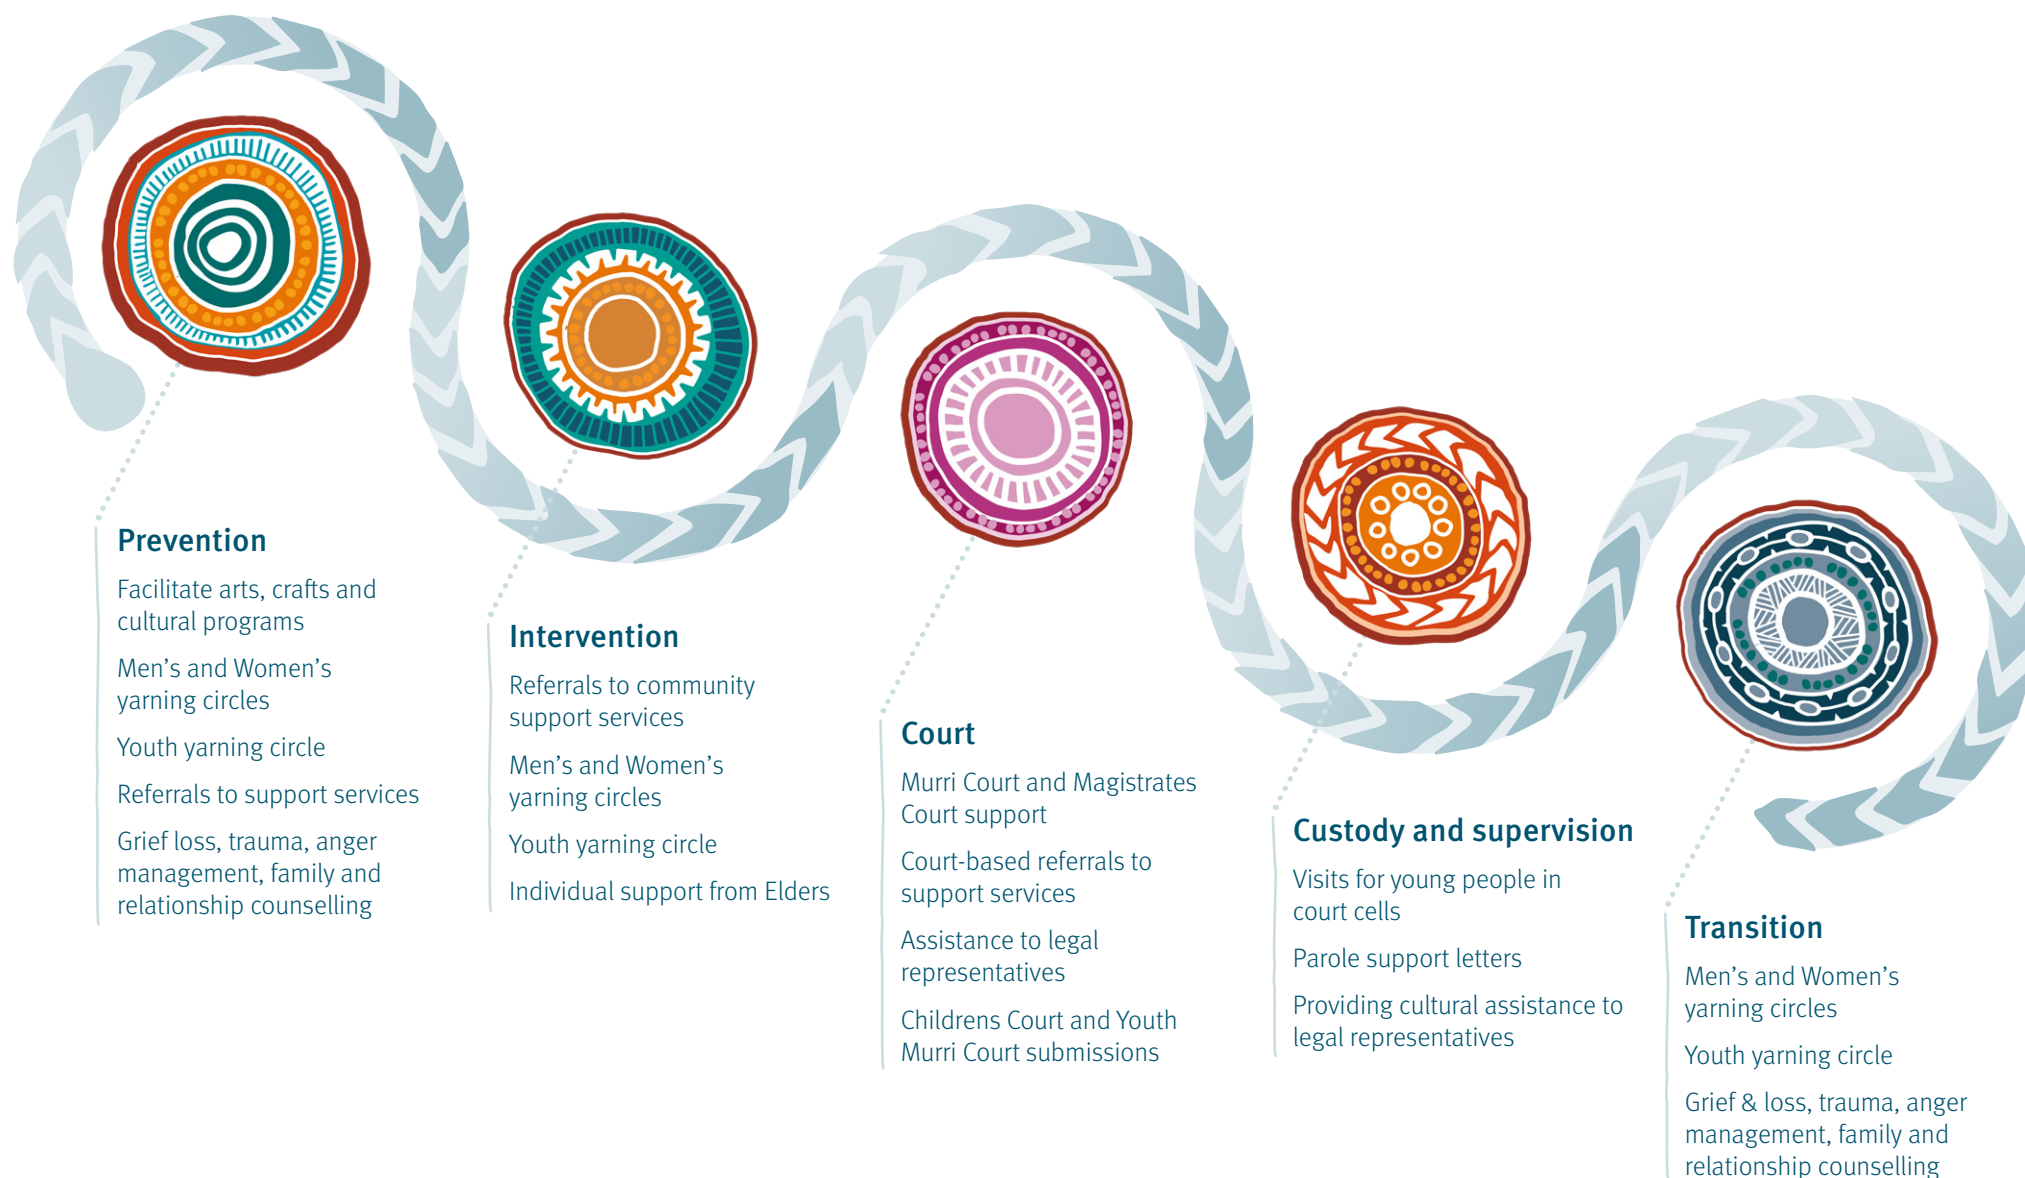 Prevention
Facilitate arts, crafts and
cultural programs
Men’s and Women’s
yarning circles
Youth yarning circle
Referrals to support services
Grief loss, trauma, anger
management, family and
relationship counselling
Intervention
Referrals to community
support services
Men’s and Women’s
yarning circles
Youth yarning circle
Individual support from Elders
Court
Murri Court and Magistrates
Court support
Court-based referrals to
support services
Assistance to legal
representatives
Childrens Court and Youth
Murri Court submissions
Custody and supervision
Visits for young people in
court cells
Parole support letters
Providing cultural assistance to
legal representatives
Transition
Men’s and Women’s
yarning circles
Youth yarning circle
Grief & loss, trauma, anger
management, family and
relationship counselling